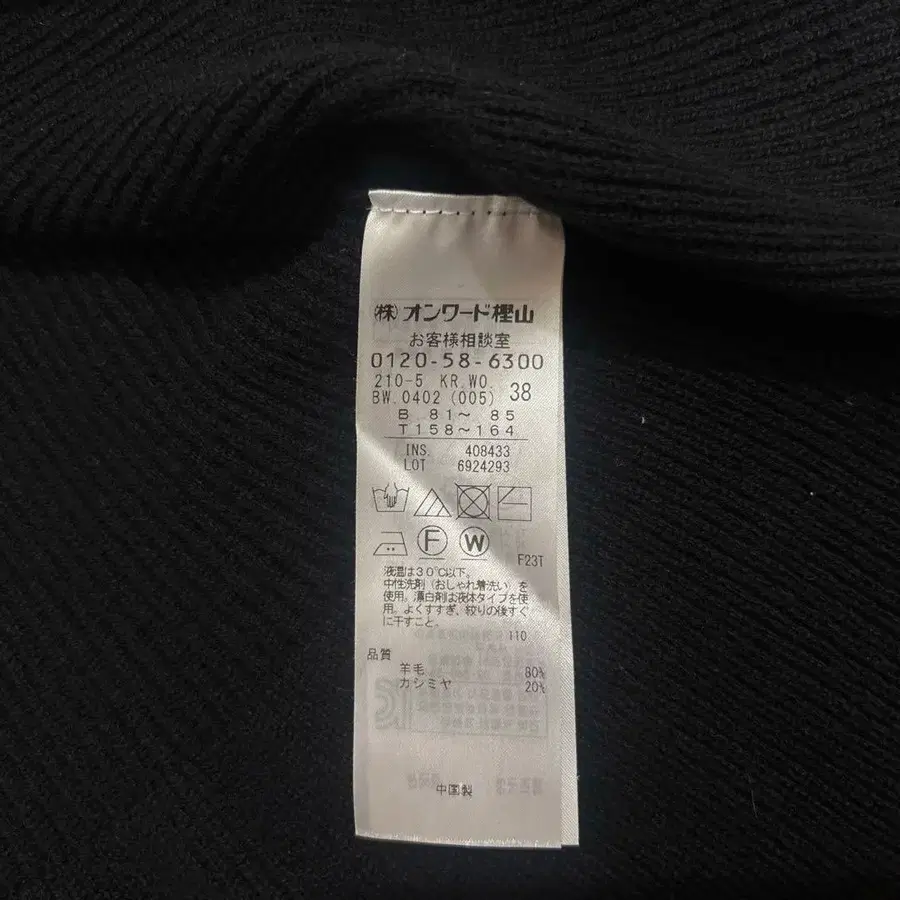 ㈱オンワード樫山
お客様相談室
0120-58-6300
210-5 KR.WO.
BW.0402 (005) 38
B 81〜 85
T158〜164
INS. 408433
LOT 6924293
F W
F23T
液温は30℃以下。
中性洗剤(おしゃれ着洗い)を
使用。漂白剤は液体タイプを使
用。よくすすぎ、絞りの後すぐ
に干すこと。
110
品質
羊毛 80%
カシミヤ 20%
中国製